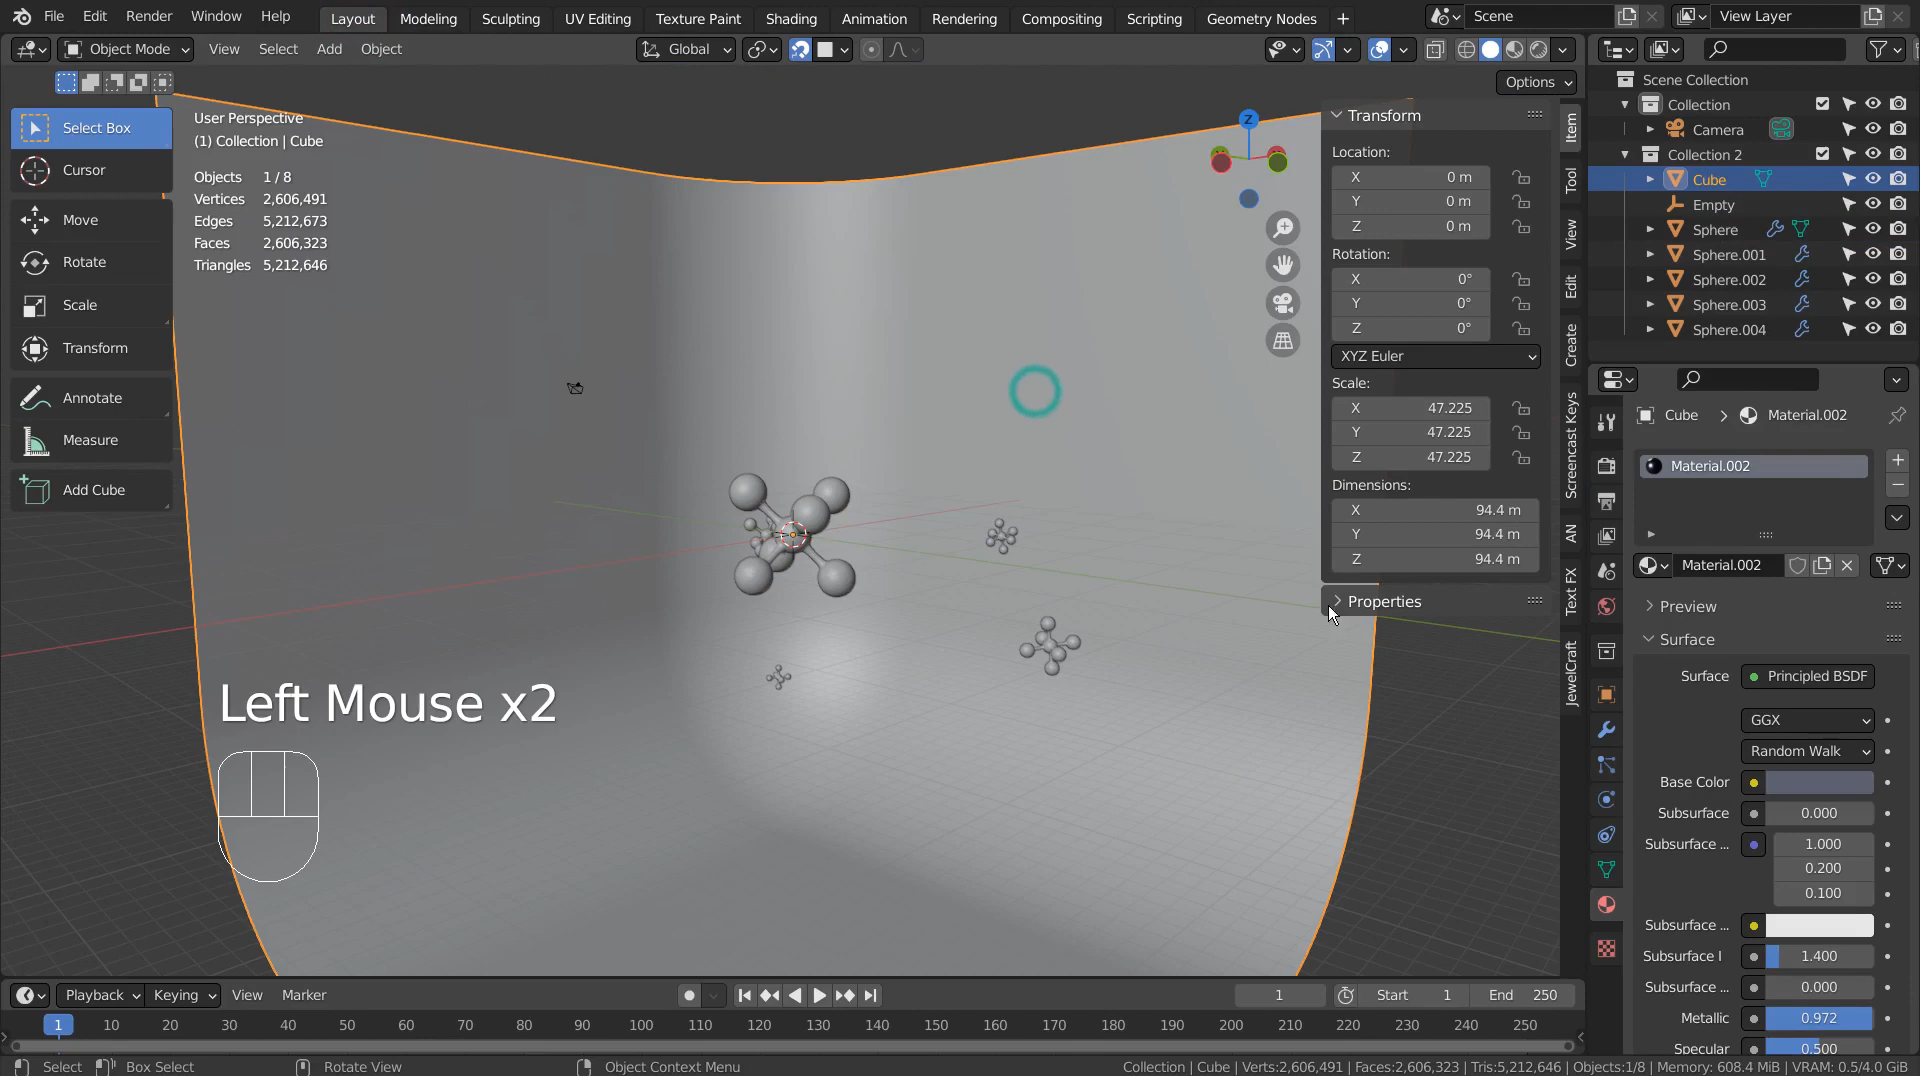 File Edit Render Window Help Layout Modeling Sculpting UV Editing Texture Paint Shading Animation Rendering Compositing Scripting Geometry Nodes + Scene View Layer
Object Mode View Select Add Object Global
Options
Select Box
Cursor
Move
Rotate
Scale
Transform
Annotate
Measure
Add Cube
User Perspective
(1) Collection | Cube
Objects 1 / 8
Vertices 2,606,491
Edges 5,212,673
Faces 2,606,323
Triangles 5,212,646
Z
Left Mouse x2
Transform
Location:
X 0 m
Y 0 m
Z 0 m
Rotation:
X 0°
Y 0°
Z 0°
XYZ Euler
Scale:
X 47.225
Y 47.225
Z 47.225
Dimensions:
X 94.4 m
Y 94.4 m
Z 94.4 m
Properties
Item
Tool
View
Edit
Create
Screencast Keys
AN
Text FX
JewelCraft
Scene Collection
Collection
Camera
Collection 2
Cube
Empty
Sphere
Sphere.001
Sphere.002
Sphere.003
Sphere.004
Cube > Material.002
Material.002
Material.002
Preview
Surface
Surface Principled BSDF
GGX
Random Walk
Base Color
Subsurface 0.000
Subsurface ... 1.000
0.200
0.100
Subsurface ...
Subsurface I 1.400
Subsurface ... 0.000
Metallic 0.972
Specular 0.500
Playback Keying View Marker 1 Start 1 End 250
1 10 20 30 40 50 60 70 80 90 100 110 120 130 140 150 160 170 180 190 200 210 220 230 240 250
Select Box Select Rotate View Object Context Menu Collection | Cube | Verts:2,606,491 | Faces:2,606,323 | Tris:5,212,646 | Objects:1/8 | Memory: 608.4 MiB | VRAM: 0.5/4.0 GiB